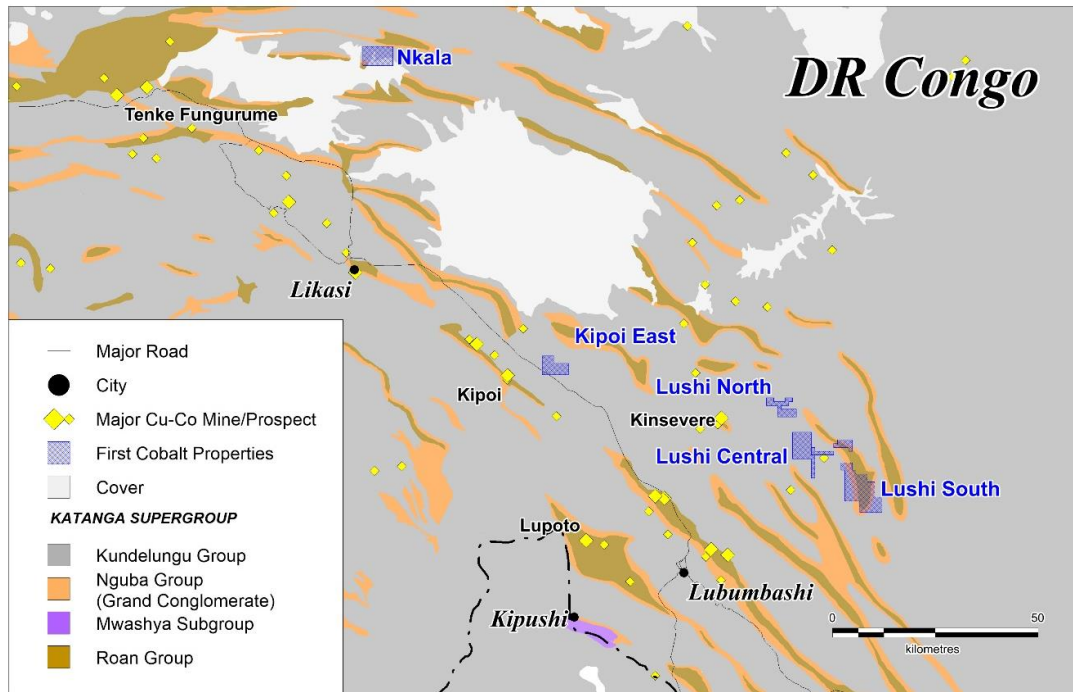 Nkala
DR Congo
Tenke Fungurume
Likasi
Kipoi East
Kipoi
Lushi North
Kinsevere
Lushi Central
Lushi South
Lupoto
Lubumbashi
Kipushi
Major Road
City
Major Cu-Co Mine/Prospect
First Cobalt Properties
Cover
KATANGA SUPERGROUP
Kundelungu Group
Nguba Group
(Grand Conglomerate)
Mwashya Subgroup
Roan Group
0 50
kilometres